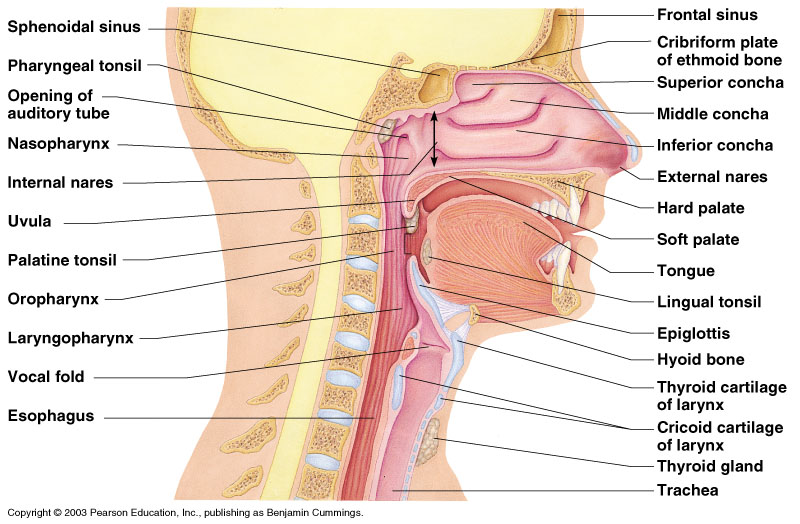 Sphenoidal sinus
Pharyngeal tonsil
Opening of
auditory tube
Nasopharynx
Internal nares
Uvula
Palatine tonsil
Oropharynx
Laryngopharynx
Vocal fold
Esophagus
Frontal sinus
Cribriform plate
of ethmoid bone
Superior concha
Middle concha
Inferior concha
External nares
Hard palate
Soft palate
Tongue
Lingual tonsil
Epiglottis
Hyoid bone
Thyroid cartilage
of larynx
Cricoid cartilage
of larynx
Thyroid gland
Trachea
Copyright © 2003 Pearson Education, Inc., publishing as Benjamin Cummings.